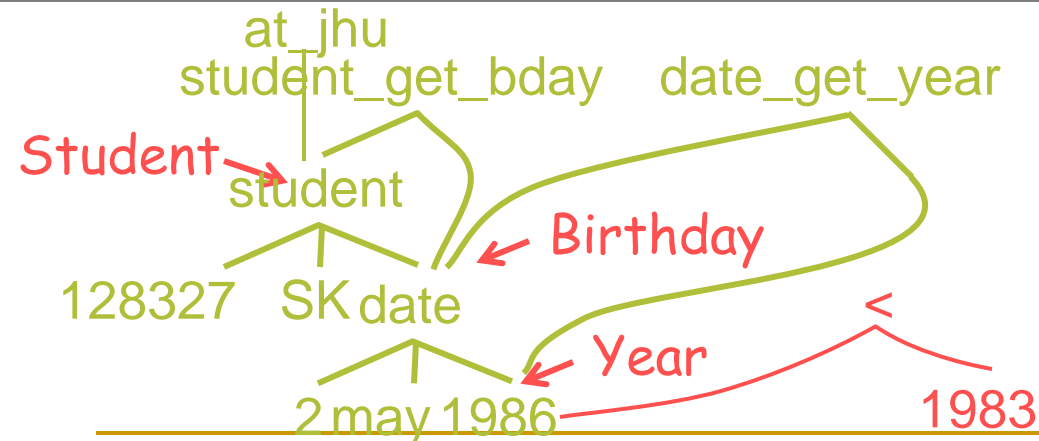 at_jhu
student_get_bday date_get_year
Student
student
Birthday
128327 SK date
<
Year
2 may 1986
1983